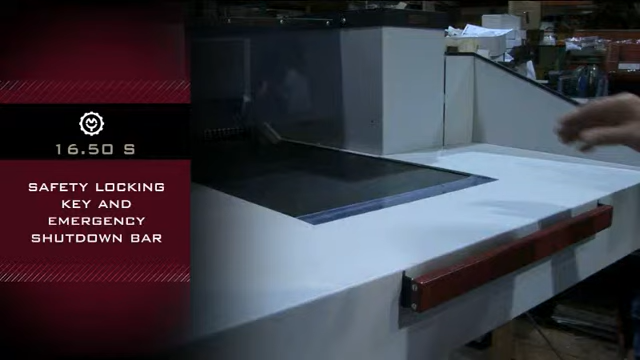 16.50 S
SAFETY LOCKING
KEY AND
EMERGENCY
SHUTDOWN BAR